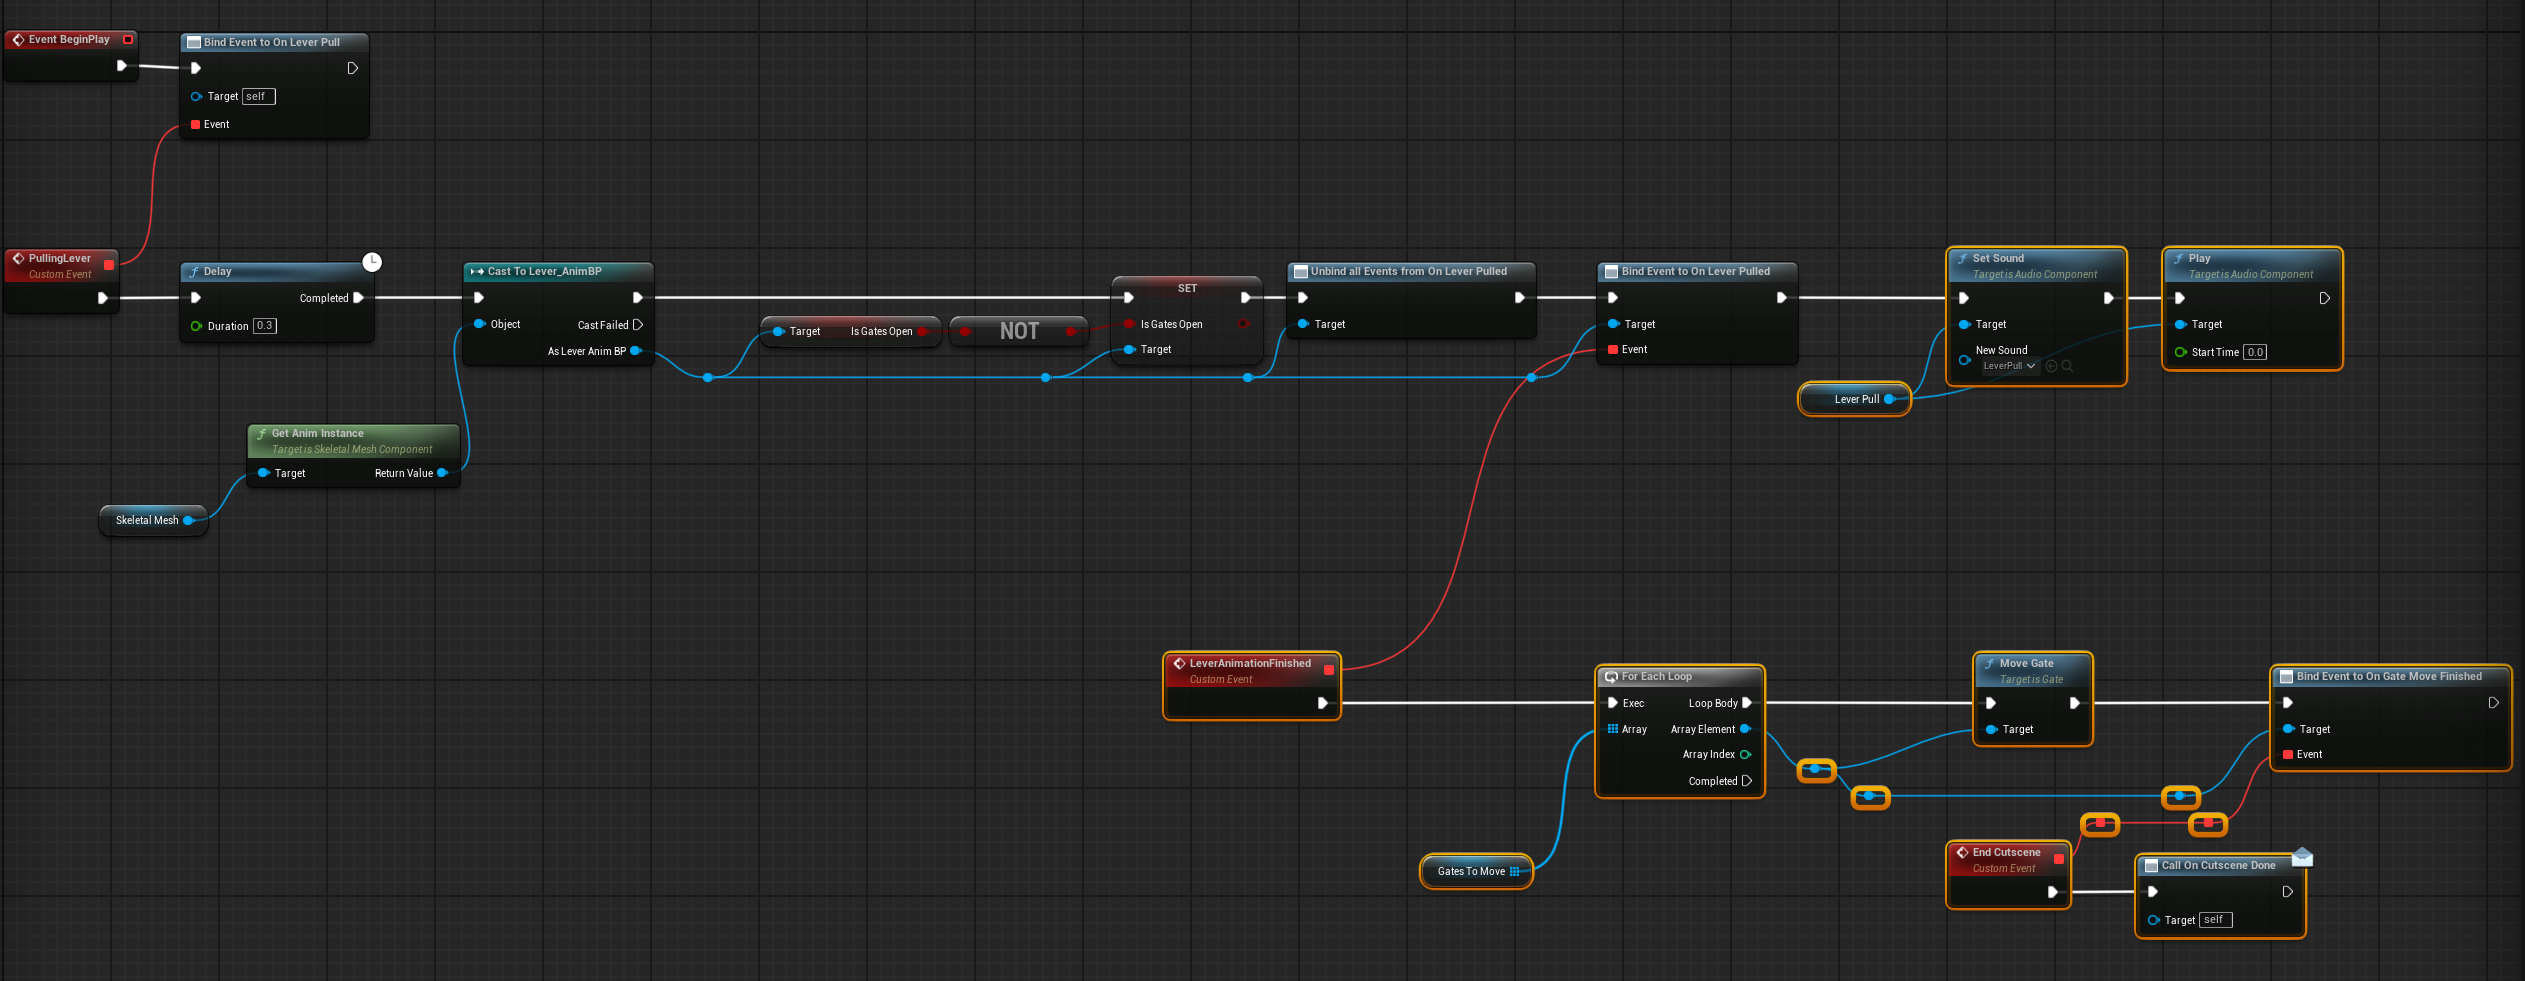 Event BeginPlay
Bind Event to On Lever Pull
Target self
Event
PullingLever
Custom Event
Delay
Completed
Duration 0.3
Cast To Lever_AnimBP
Object
Cast Failed
As Lever Anim BP
Get Anim Instance
Target is Skeletal Mesh Component
Target Return Value
Skeletal Mesh
Target Is Gates Open
NOT
SET
Is Gates Open
Target
Unbind all Events from On Lever Pulled
Target
Bind Event to On Lever Pulled
Target
Event
Lever Pull
Set Sound
Target is Audio Component
Target
New Sound
LeverPull
Play
Target is Audio Component
Target
Start Time 0.0
LeverAnimationFinished
Custom Event
For Each Loop
Exec Loop Body
Array Array Element
Array Index
Completed
Gates To Move
Move Gate
Target is Gate
Target
Bind Event to On Gate Move Finished
Target
Event
End Cutscene
Custom Event
Call On Cutscene Done
Target self